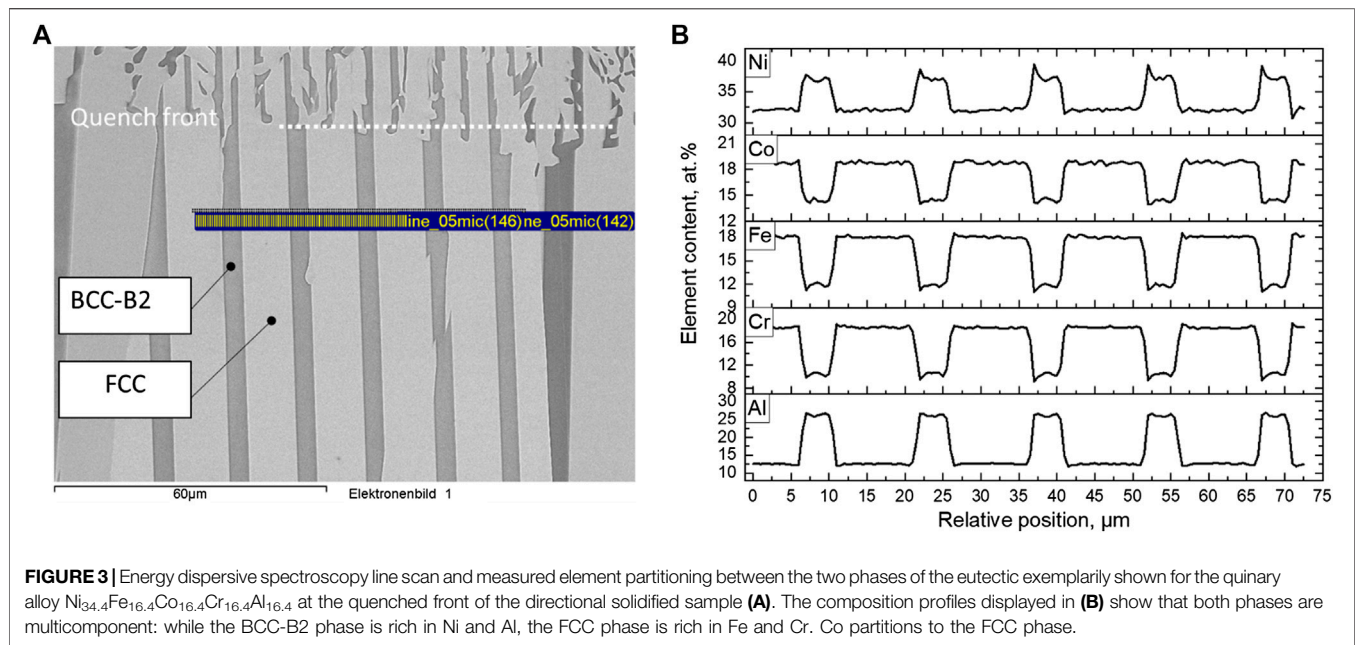 A
Quench front
ine_05mic(146)ne_05mic(142)
BCC-B2
FCC
60µm
Elektronenbild 1
B
Ni
40
35
30
Co
21
18
15
12
Fe
18
15
12
9
Cr
20
16
12
8
Al
30
25
20
15
10
Element content, at.%
0 5 10 15 20 25 30 35 40 45 50 55 60 65 70 75
Relative position, µm
FIGURE 3 | Energy dispersive spectroscopy line scan and measured element partitioning between the two phases of the eutectic exemplarily shown for the quinary
alloy Ni34.4Fe16.4Co16.4Cr16.4Al16.4 at the quenched front of the directional solidified sample (A). The composition profiles displayed in (B) show that both phases are
multicomponent: while the BCC-B2 phase is rich in Ni and Al, the FCC phase is rich in Fe and Cr. Co partitions to the FCC phase.